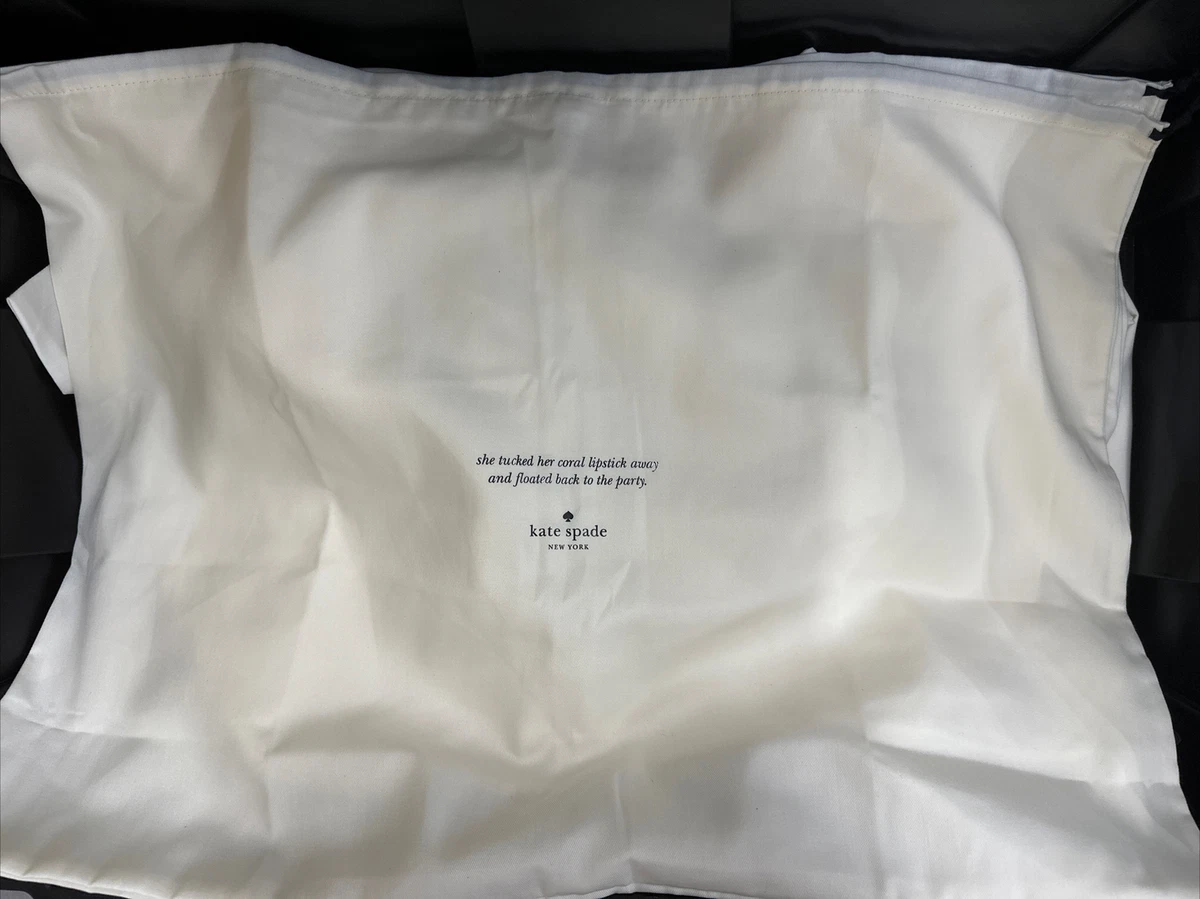 she tucked her coral lipstick away
and floated back to the party.
kate spade
NEW YORK